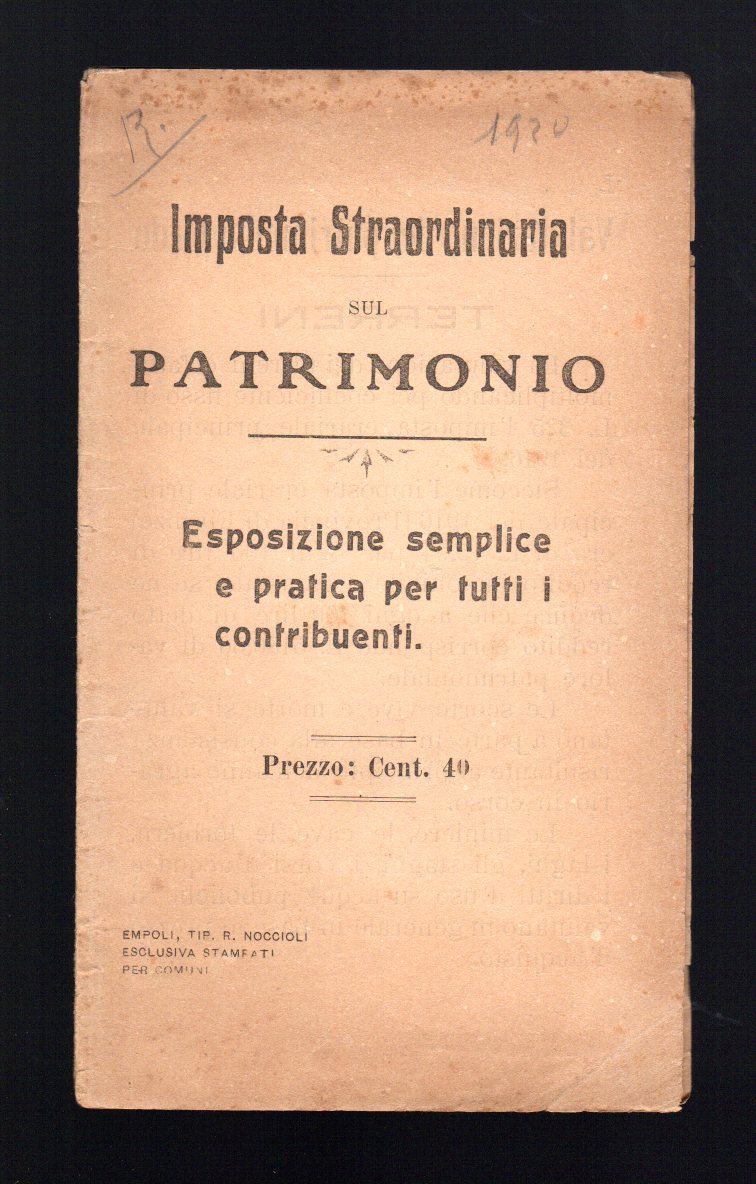 R. 1920
Imposta Straordinaria
SUL
PATRIMONIO
Esposizione semplice
e pratica per tutti i
contribuenti.
Prezzo: Cent. 40
EMPOLI, TIP. R. NOCCIOLI
ESCLUSIVA STAMPATI
PER COMUNI